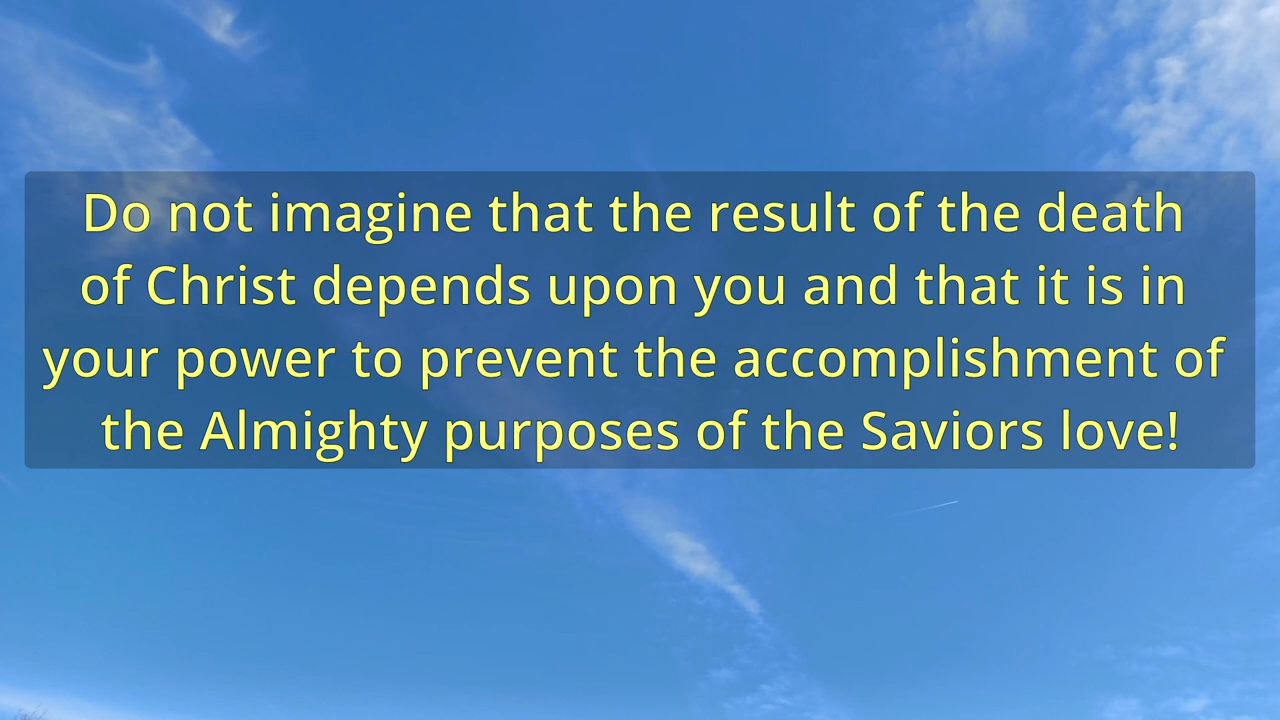 Do not imagine that the result of the death
of Christ depends upon you and that it is in
your power to prevent the accomplishment of
the Almighty purposes of the Saviors love!